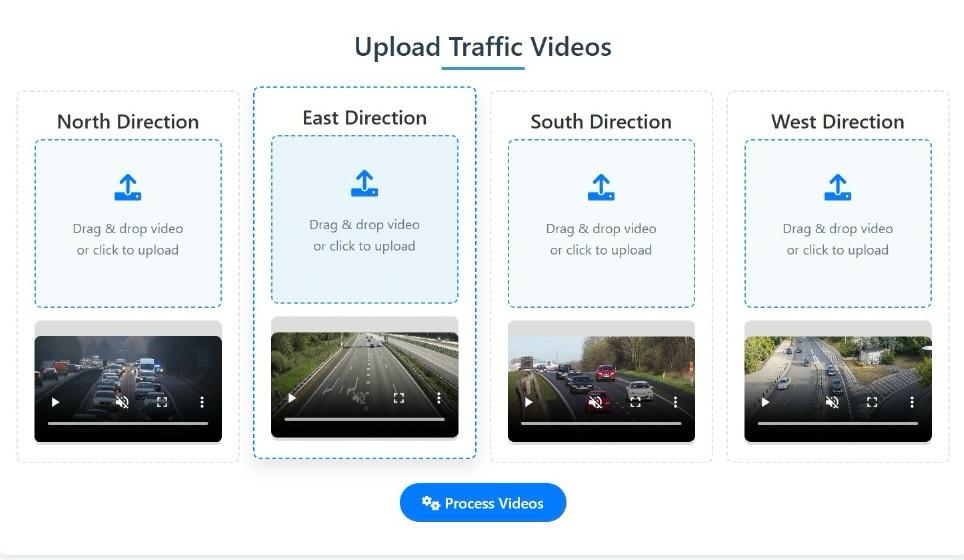 Upload Traffic Videos
North Direction
Drag & drop video
or click to upload
East Direction
Drag & drop video
or click to upload
South Direction
Drag & drop video
or click to upload
West Direction
Drag & drop video
or click to upload
Process Videos